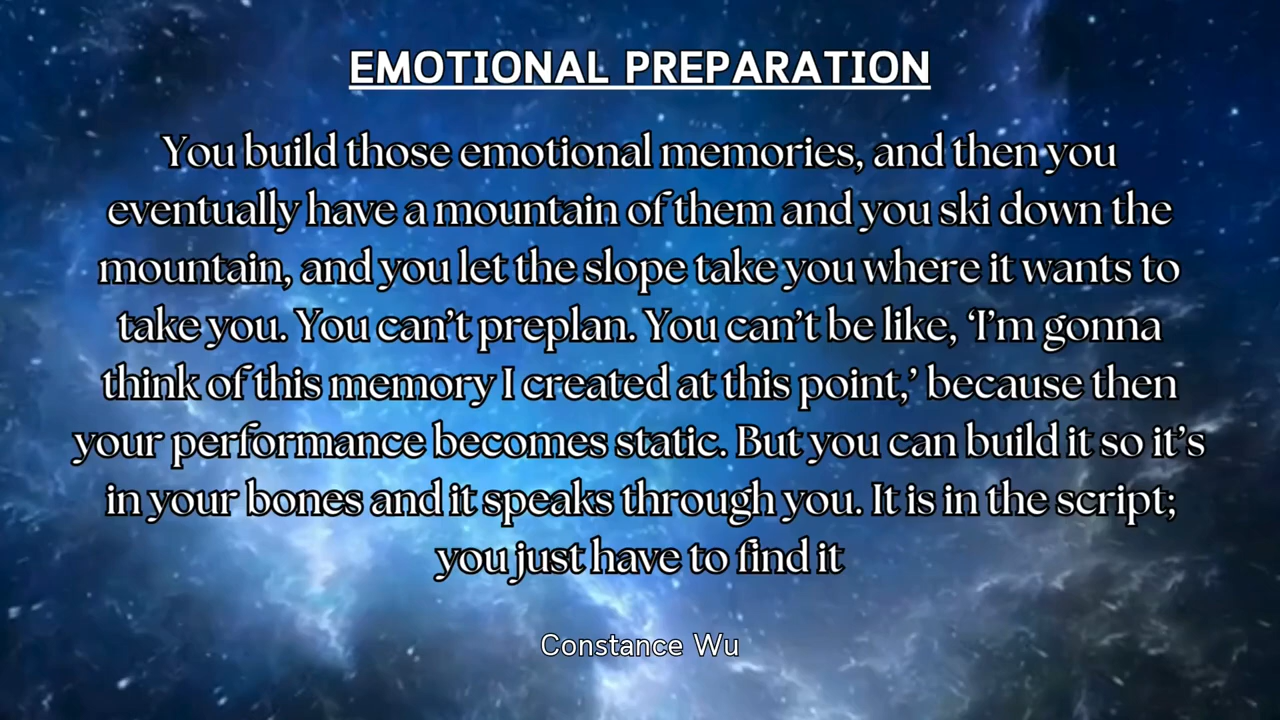 EMOTIONAL PREPARATION
You build those emotional memories, and then you
eventually have a mountain of them and you ski down the
mountain, and you let the slope take you where it wants to
take you. You can’t preplan. You can’t be like, ‘I’m gonna
think of this memory I created at this point,’ because then
your performance becomes static. But you can build it so it’s
in your bones and it speaks through you. It is in the script;
you just have to find it
Constance Wu